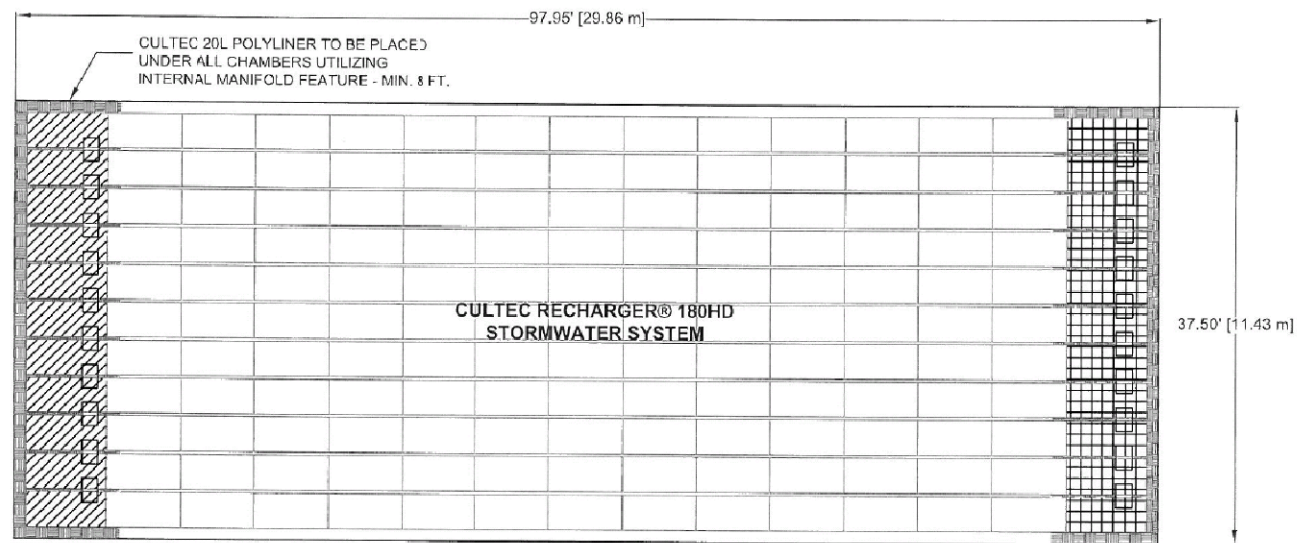 97.95' [29.86 m]
CULTEC 20L POLYLINER TO BE PLACED
UNDER ALL CHAMBERS UTILIZING
INTERNAL MANIFOLD FEATURE - MIN. 8 FT.
CULTEC RECHARGER® 180HD
STORMWATER SYSTEM
37.50' [11.43 m]